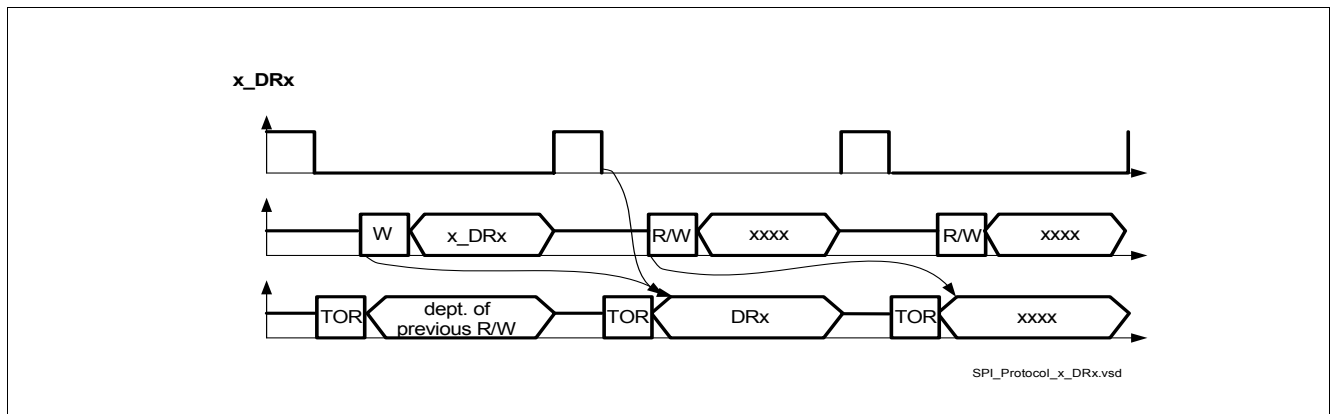 x_DRx
W x_DRx R/W xxxx R/W xxxx
TOR dept. of previous R/W TOR DRx TOR xxxx
SPI_Protocol_x_DRx.vsd